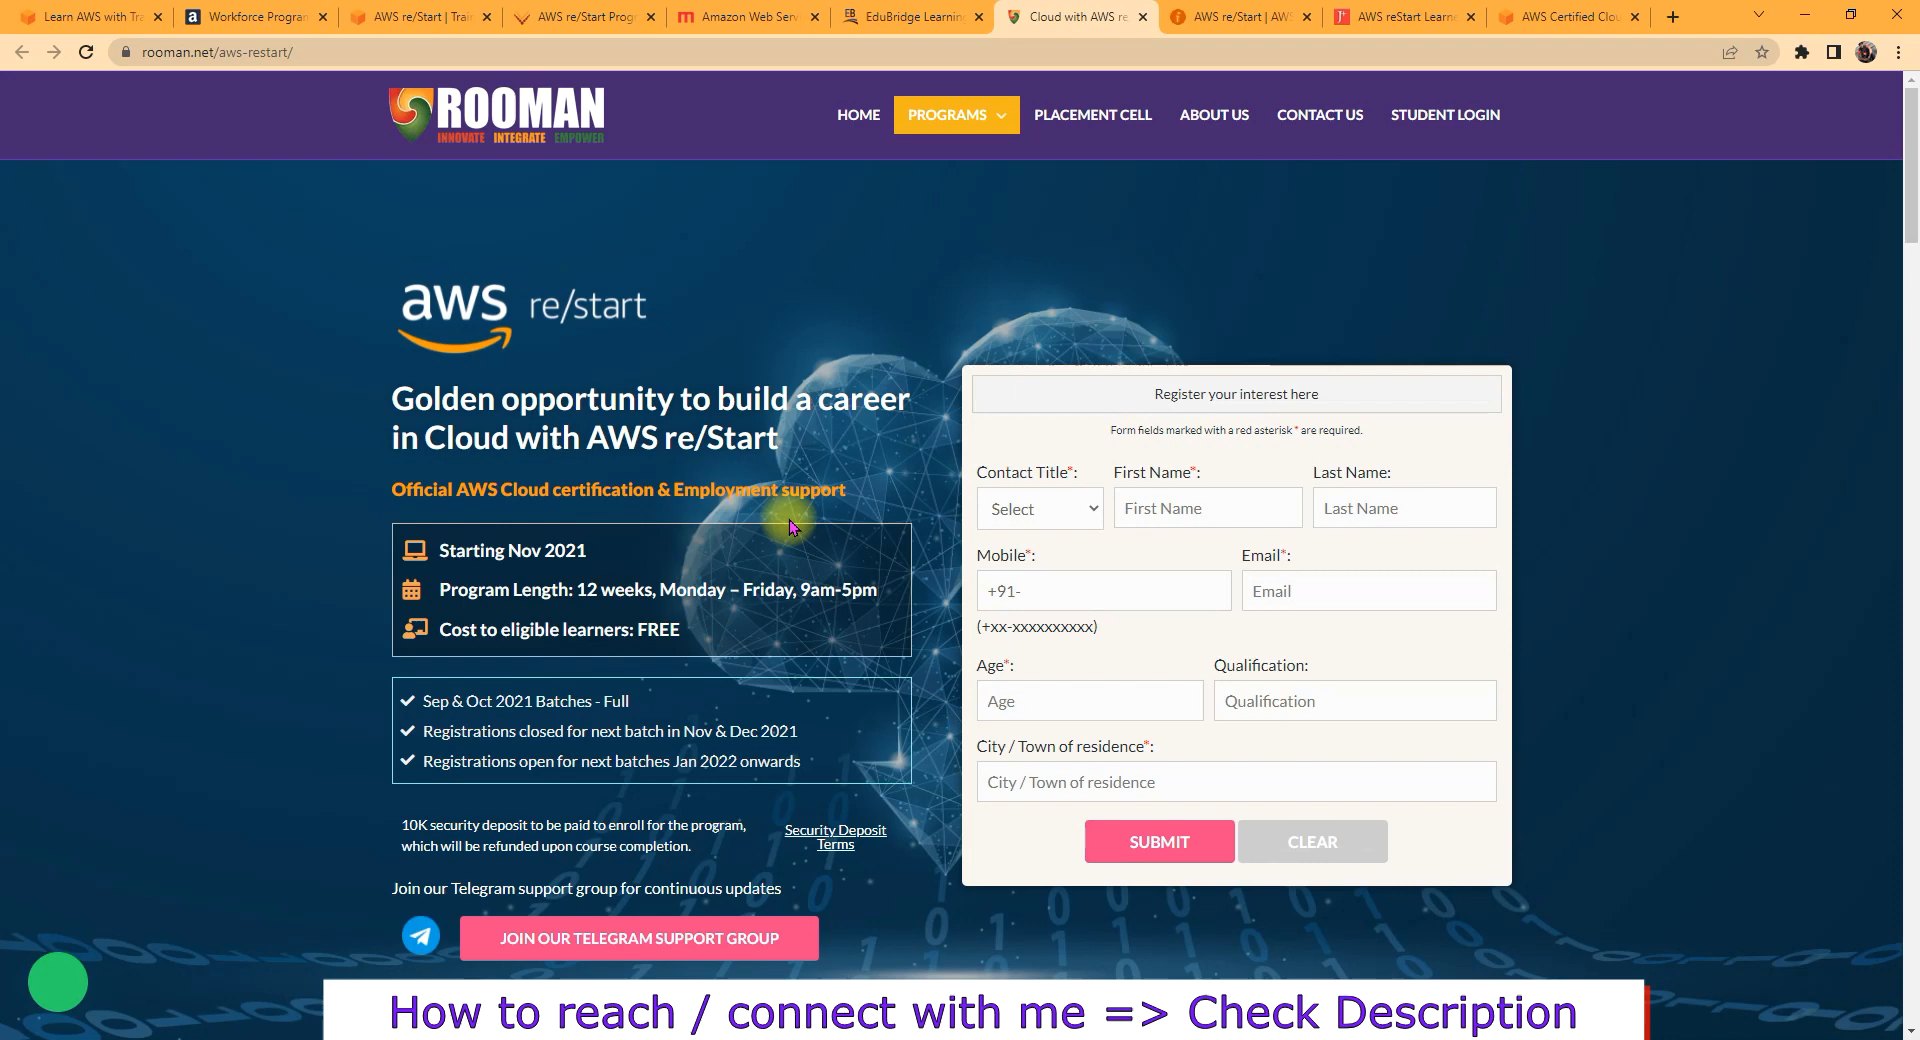 Learn AWS with Tra
Workforce Program
AWS re/Start | Train
AWS re/Start Prog
Amazon Web Serv
EduBridge Learning
Cloud with AWS re
AWS re/Start | AWS
AWS reStart Learne
AWS Certified Clou
rooman.net/aws-restart/
ROOMAN
INNOVATE INTEGRATE EMPOWER
HOME
PROGRAMS
PLACEMENT CELL
ABOUT US
CONTACT US
STUDENT LOGIN
aws re/start
Golden opportunity to build a career
in Cloud with AWS re/Start
Official AWS Cloud certification & Employment support
Starting Nov 2021
Program Length: 12 weeks, Monday – Friday, 9am-5pm
Cost to eligible learners: FREE
Sep & Oct 2021 Batches - Full
Registrations closed for next batch in Nov & Dec 2021
Registrations open for next batches Jan 2022 onwards
10K security deposit to be paid to enroll for the program,
which will be refunded upon course completion.
Security Deposit
Terms
Join our Telegram support group for continuous updates
JOIN OUR TELEGRAM SUPPORT GROUP
Register your interest here
Form fields marked with a red asterisk * are required.
Contact Title*: First Name*: Last Name:
Select First Name Last Name
Mobile*: Email*:
+91- Email
(+xx-xxxxxxxxxx)
Age*: Qualification:
Age Qualification
City / Town of residence*:
City / Town of residence
SUBMIT CLEAR
How to reach / connect with me => Check Description